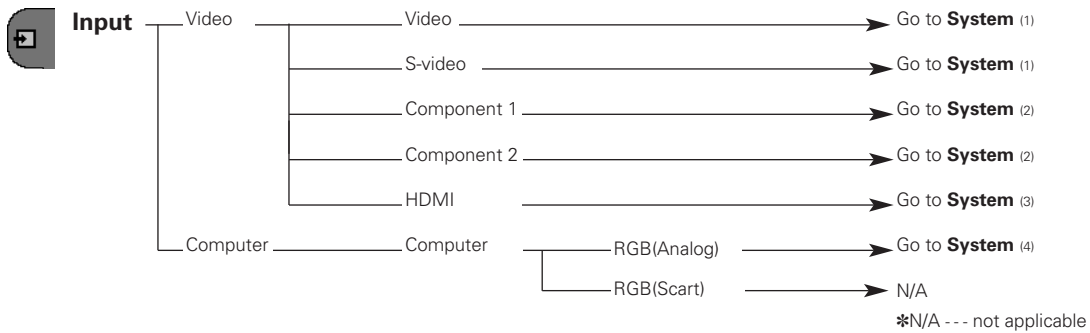 Input Video Video Go to System (1)
S-video Go to System (1)
Component 1 Go to System (2)
Component 2 Go to System (2)
HDMI Go to System (3)
Computer Computer RGB(Analog) Go to System (4)
RGB(Scart) N/A
✽N/A - - - not applicable